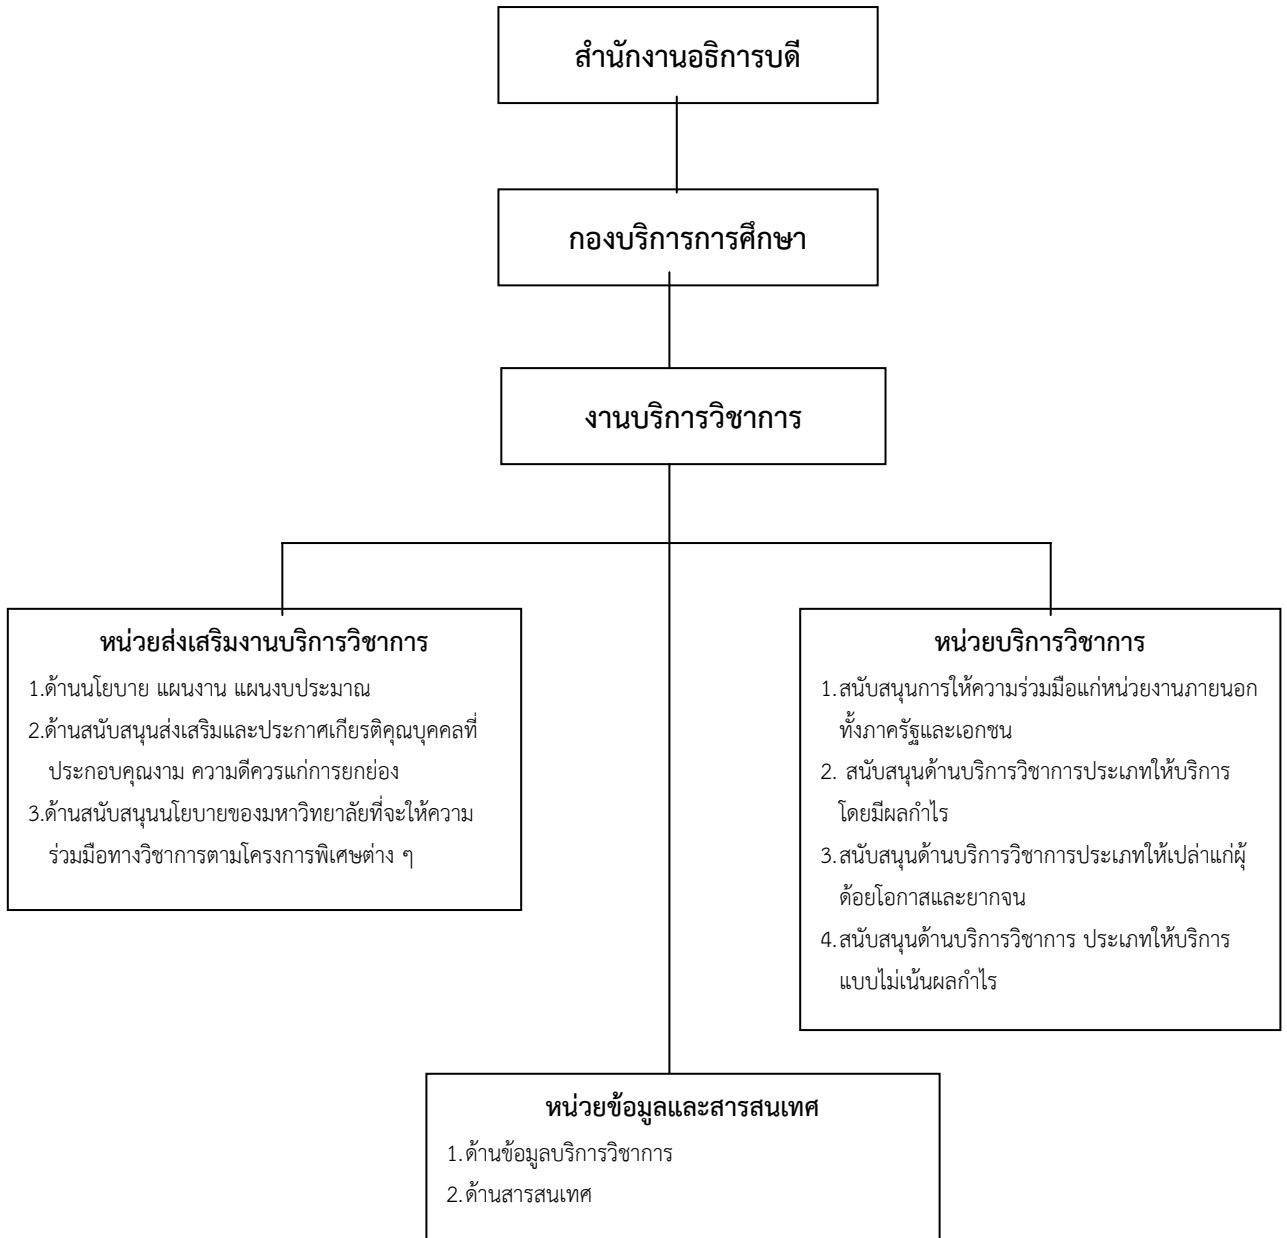 สำนักงานอธิการบดี
กองบริการการศึกษา
งานบริการวิชาการ
หน่วยส่งเสริมงานบริการวิชาการ
1.ด้านนโยบาย แผนงาน แผนงบประมาณ
2.ด้านสนับสนุนส่งเสริมและประกาศเกียรติคุณบุคคลที่
ประกอบคุณงาม ความดีควรแก่การยกย่อง
3.ด้านสนับสนุนนโยบายของมหาวิทยาลัยที่จะให้ความ
ร่วมมือทางวิชาการตามโครงการพิเศษต่าง ๆ
หน่วยบริการวิชาการ
1.สนับสนุนการให้ความร่วมมือแก่หน่วยงานภายนอก
ทั้งภาครัฐและเอกชน
2. สนับสนุนด้านบริการวิชาการประเภทให้บริการ
โดยมีผลกำไร
3.สนับสนุนด้านบริการวิชาการประเภทให้เปล่าแก่ผุ้
ด้อยโอกาสและยากจน
4.สนับสนุนด้านบริการวิชาการ ประเภทให้บริการ
แบบไม่เน้นผลกำไร
หน่วยข้อมูลและสารสนเทศ
1.ด้านข้อมูลบริการวิชาการ
2.ด้านสารสนเทศ